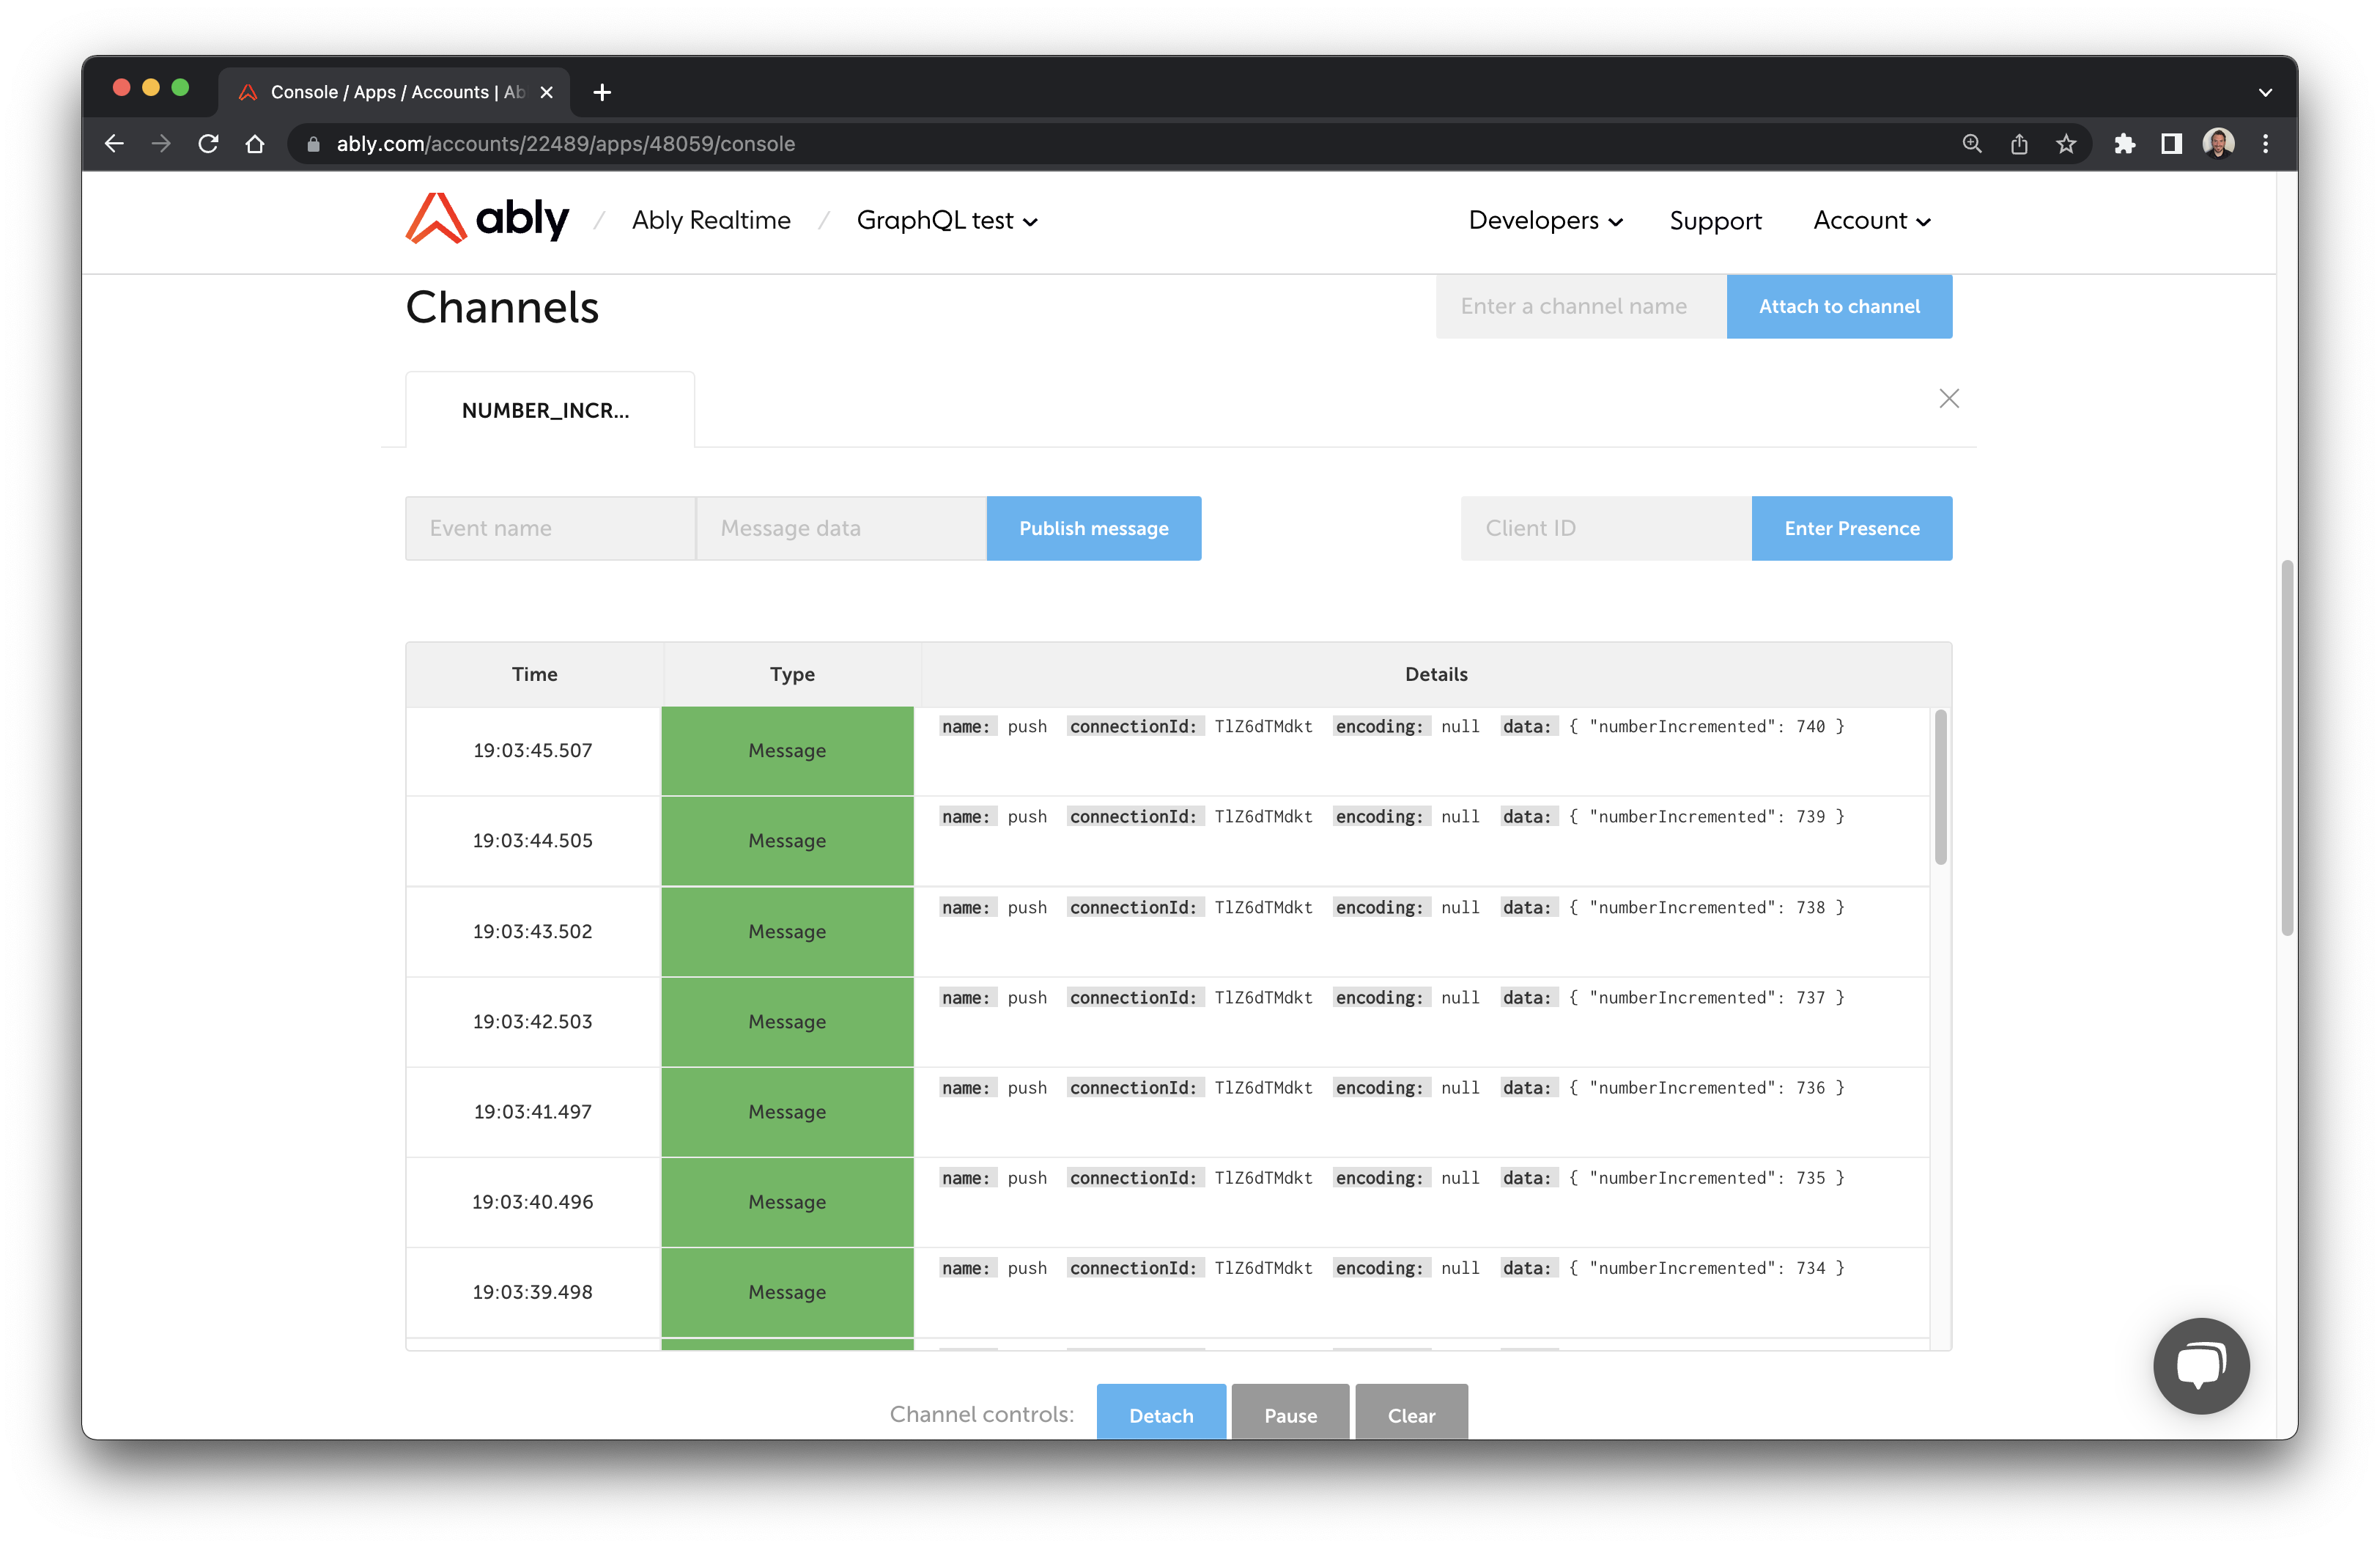 Console / Apps / Accounts | Ab
ably.com/accounts/22489/apps/48059/console
ably / Ably Realtime / GraphQL test Developers Support Account
Channels Enter a channel name Attach to channel
NUMBER_INCR...
Event name Message data Publish message Client ID Enter Presence
Time Type Details
19:03:45.507 Message name: push connectionId: TlZ6dTMdkt encoding: null data: { "numberIncremented": 740 }
19:03:44.505 Message name: push connectionId: TlZ6dTMdkt encoding: null data: { "numberIncremented": 739 }
19:03:43.502 Message name: push connectionId: TlZ6dTMdkt encoding: null data: { "numberIncremented": 738 }
19:03:42.503 Message name: push connectionId: TlZ6dTMdkt encoding: null data: { "numberIncremented": 737 }
19:03:41.497 Message name: push connectionId: TlZ6dTMdkt encoding: null data: { "numberIncremented": 736 }
19:03:40.496 Message name: push connectionId: TlZ6dTMdkt encoding: null data: { "numberIncremented": 735 }
19:03:39.498 Message name: push connectionId: TlZ6dTMdkt encoding: null data: { "numberIncremented": 734 }
Channel controls: Detach Pause Clear